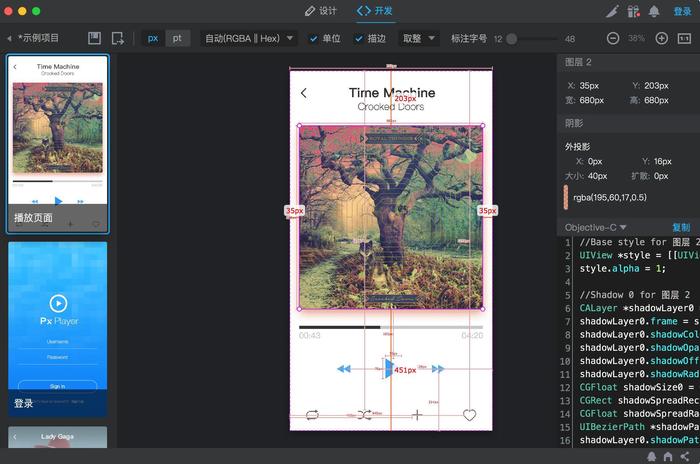 设计
开发
登录
*示例项目
px
pt
自动(RGBA || Hex)
单位
描边
取整
标注字号
12
48
38%
Time Machine
Crooked Doors
播放页面
Px Player
Username
Password
Sign in
登录
Lady Gaga
Time Machine
203px
Crooked Doors
35px
35px
00:43
04:20
451px
图层 2
X: 35px
Y: 203px
宽: 680px
高: 680px
阴影
外投影
X: 0px
Y: 16px
大小: 40px
扩散: 0px
rgba(195,60,17,0.5)
Objective-C
复制
1 //Base style for 图层 2
2 UIView *style = [[UIVi
3 style.alpha = 1;
4
5 //Shadow 0 for 图层 2
6 CALayer *shadowLayer0
7 shadowLayer0.frame = s
8 shadowLayer0.shadowCol
9 shadowLayer0.shadowOpa
10 shadowLayer0.shadowOff
11 shadowLayer0.shadowRad
12 CGFloat shadowSize0 =
13 CGRect shadowSpreadRec
14 CGFloat shadowSpreadRa
15 UIBezierPath *shadowPa
16 shadowLayer0.shadowPat